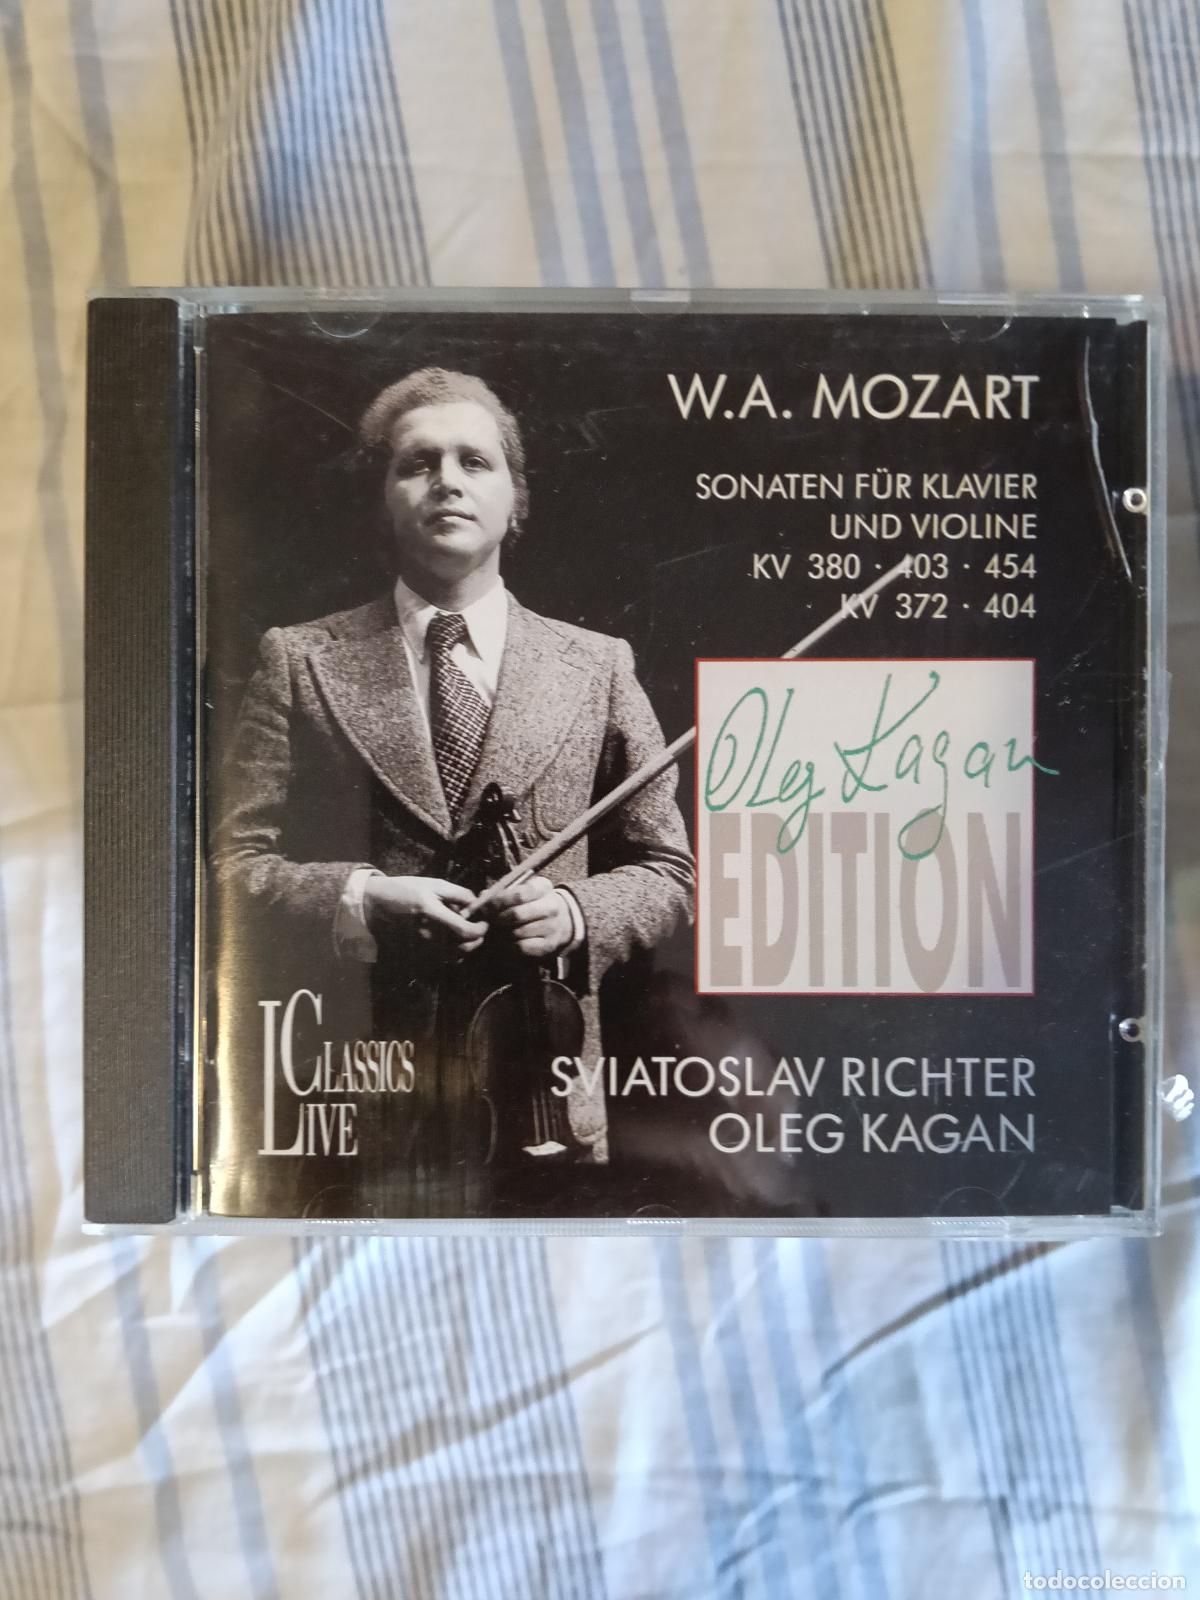 W.A. MOZART
SONATEN FÜR KLAVIER
UND VIOLINE
KV 380 · 403 · 454
KV 372 · 404
Oleg Kagan
EDITION
CLASSICS
LIVE
SVIATOSLAV RICHTER
OLEG KAGAN
todocoleccion